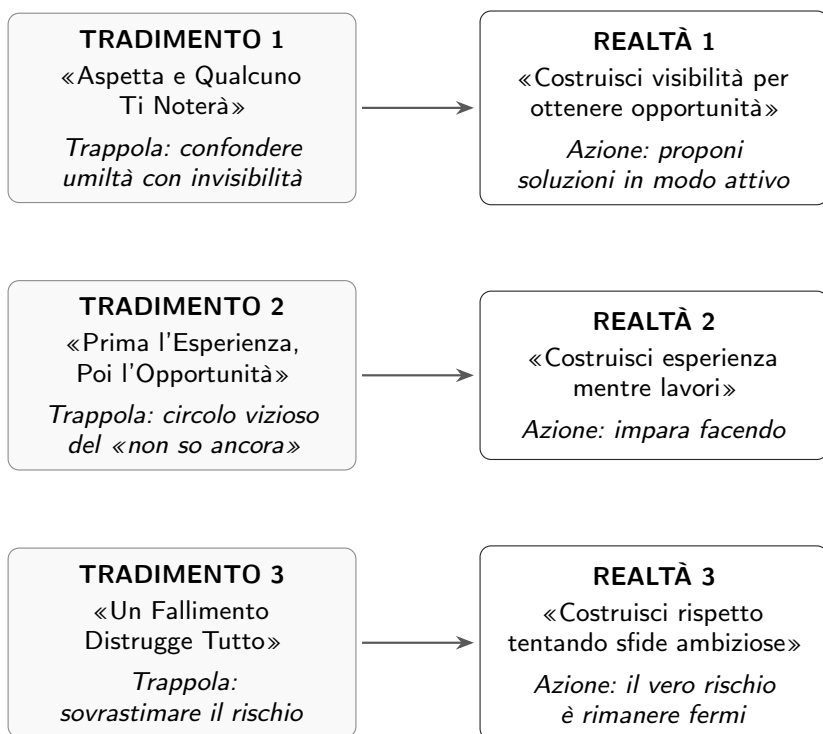 TRADIMENTO 1
«Aspetta e Qualcuno
Ti Noterà»
Trappola: confondere
umiltà con invisibilità
REALTÀ 1
«Costruisci visibilità per
ottenere opportunità»
Azione: proponi
soluzioni in modo attivo
TRADIMENTO 2
«Prima l'Esperienza,
Poi l'Opportunità»
Trappola: circolo vizioso
del «non so ancora»
REALTÀ 2
«Costruisci esperienza
mentre lavori»
Azione: impara facendo
TRADIMENTO 3
«Un Fallimento
Distrugge Tutto»
Trappola:
sovrastimare il rischio
REALTÀ 3
«Costruisci rispetto
tentando sfide ambiziose»
Azione: il vero rischio
è rimanere fermi